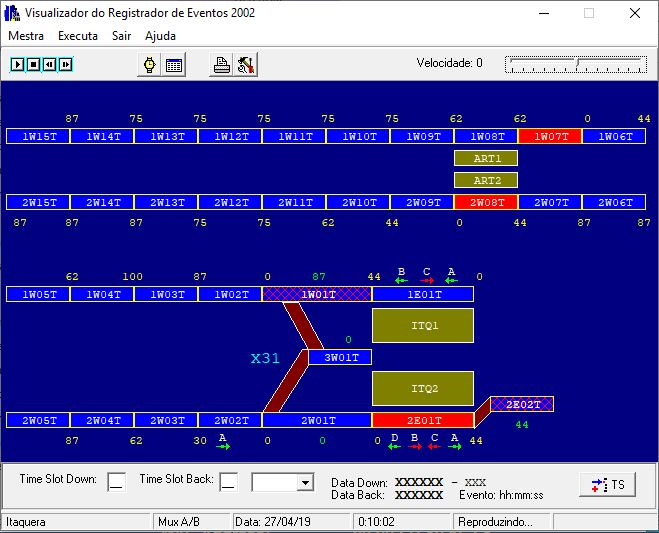 Visualizador do Registrador de Eventos 2002
Mestra Executa Sair Ajuda
Velocidade: 0
87 75 75 75 75 62 62 0 44
1W15T 1W14T 1W13T 1W12T 1W11T 1W10T 1W09T 1W08T 1W07T 1W06T
ART1
ART2
2W15T 2W14T 2W13T 2W12T 2W11T 2W10T 2W09T 2W08T 2W07T 2W06T
87 87 75 75 62 62 44 0 44 87 87
62 100 87 0 87 44 B C A 0
1W05T 1W04T 1W03T 1W02T 1W01T 1E01T
ITQ1
0
X31 3W01T
ITQ2
2E02T
2W05T 2W04T 2W03T 2W02T 2W01T 2E01T 44
87 62 30 A 0 0 0 D B C A 44
Time Slot Down: Time Slot Back: Data Down: XXXXXX - XXX TS
Data Back: XXXXXX Evento: hh:mm:ss
Itaquera Mux A/B Data: 27/04/19 0:10:02 Reproduzindo...